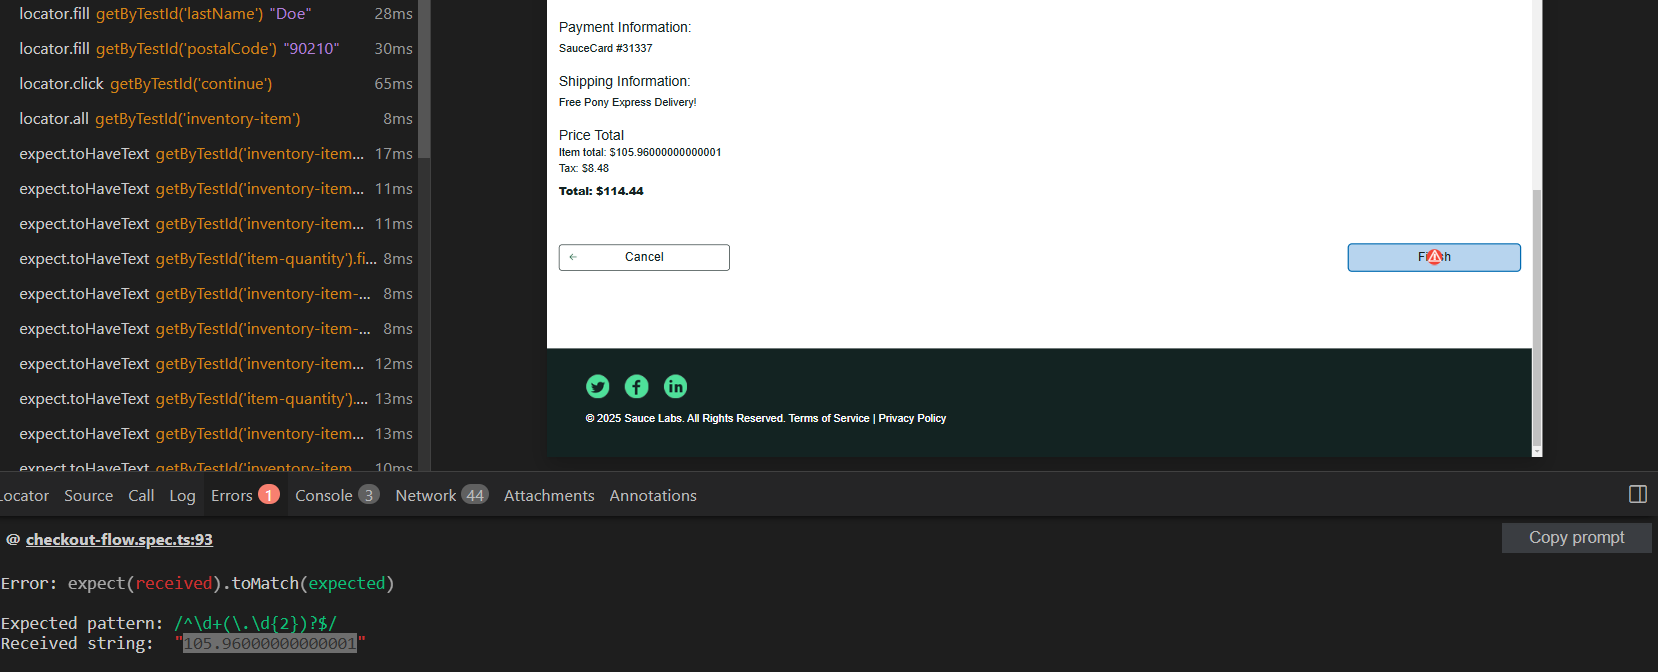 locator.fill getByTestId('lastName') "Doe" 28ms
locator.fill getByTestId('postalCode') "90210" 30ms
locator.click getByTestId('continue') 65ms
locator.all getByTestId('inventory-item') 8ms
expect.toHaveText getByTestId('inventory-item... 17ms
expect.toHaveText getByTestId('inventory-item... 11ms
expect.toHaveText getByTestId('inventory-item... 11ms
expect.toHaveText getByTestId('item-quantity').fi... 8ms
expect.toHaveText getByTestId('inventory-item-... 8ms
expect.toHaveText getByTestId('inventory-item-... 8ms
expect.toHaveText getByTestId('inventory-item... 12ms
expect.toHaveText getByTestId('item-quantity').... 13ms
expect.toHaveText getByTestId('inventory-item... 13ms
expect.toHaveText getByTestId('inventory-item 10ms
Payment Information:
SauceCard #31337
Shipping Information:
Free Pony Express Delivery!
Price Total
Item total: $105.96000000000001
Tax: $8.48
Total: $114.44
Cancel
Finish
© 2025 Sauce Labs. All Rights Reserved. Terms of Service | Privacy Policy
Locator Source Call Log Errors 1 Console 3 Network 44 Attachments Annotations
@ checkout-flow.spec.ts:93
Copy prompt
Error: expect(received).toMatch(expected)
Expected pattern: /^\d+(\.\d{2})?$/
Received string: "105.96000000000001"